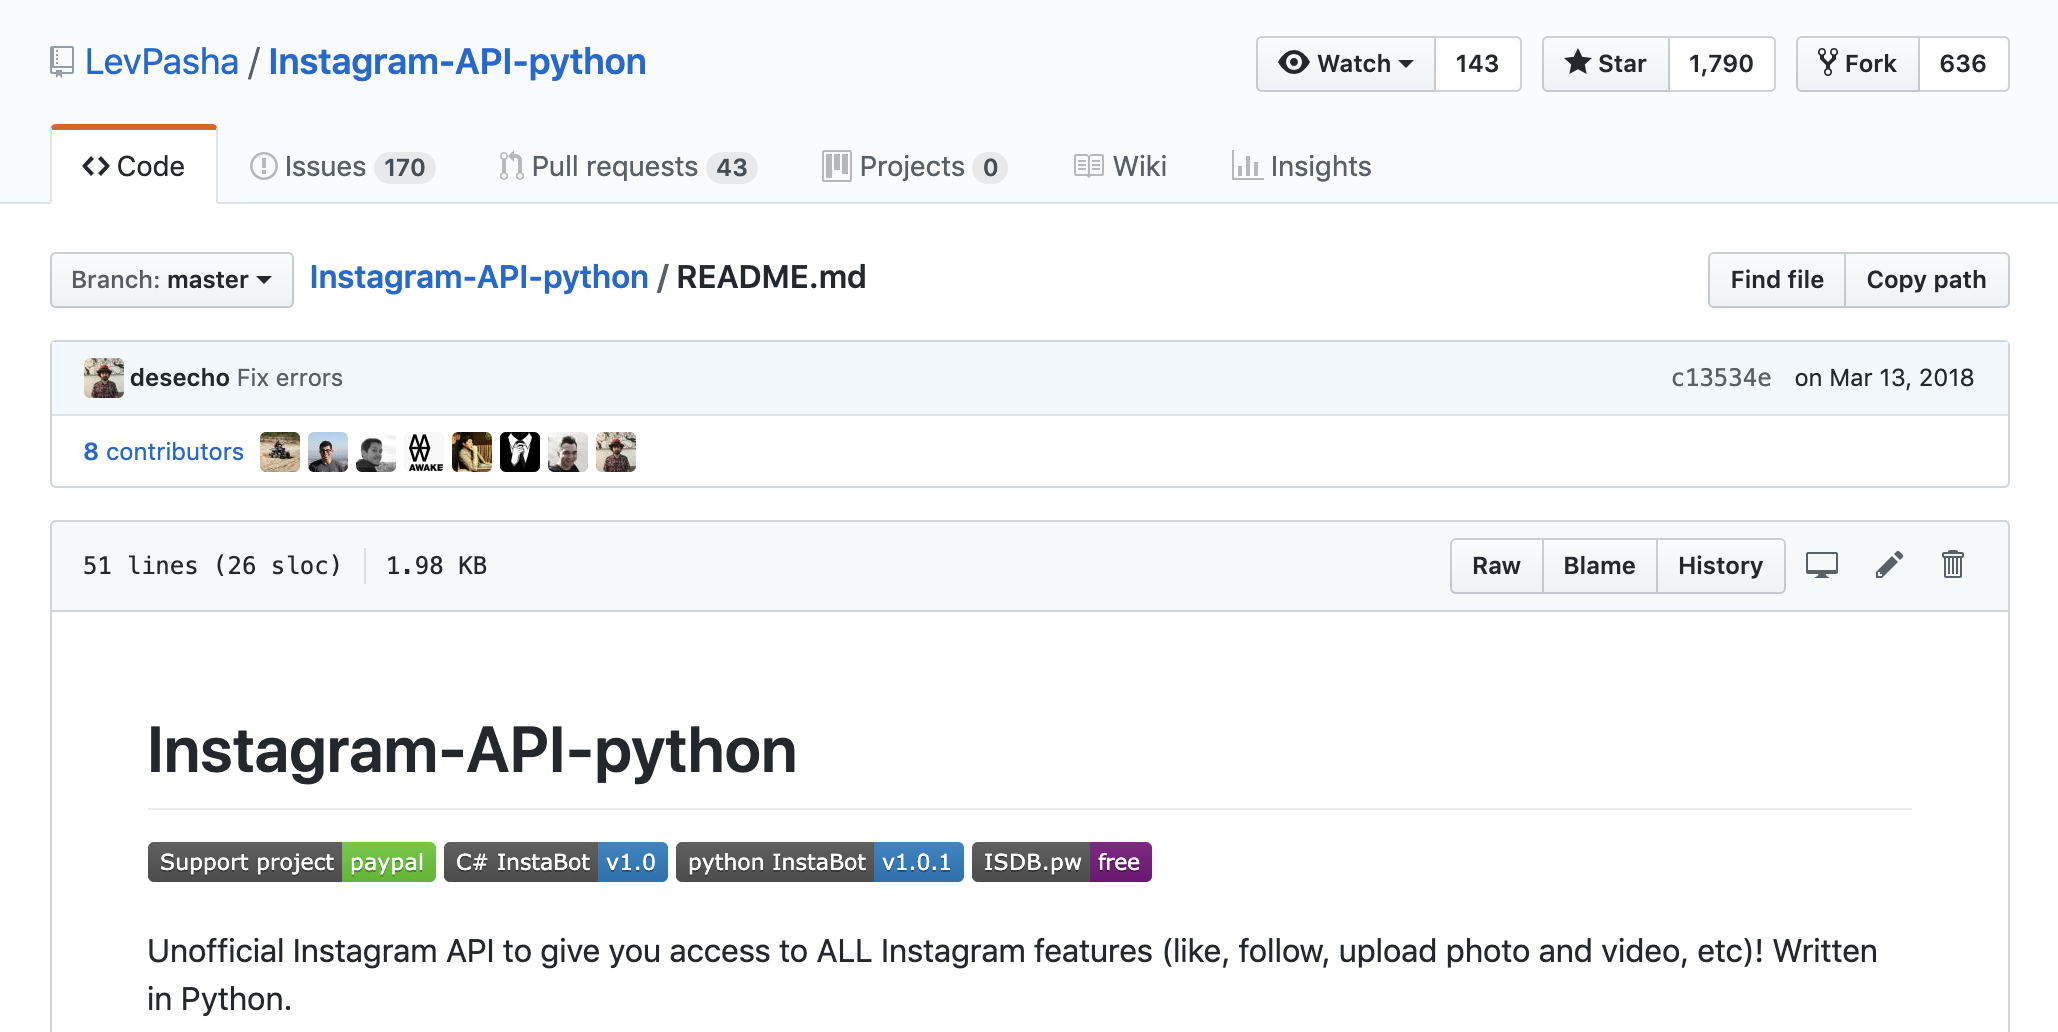 LevPasha / Instagram-API-python
Watch 143 Star 1,790 Fork 636
Code Issues 170 Pull requests 43 Projects 0 Wiki Insights
Branch: master Instagram-API-python / README.md Find file Copy path
desecho Fix errors c13534e on Mar 13, 2018
8 contributors AWAKE
51 lines (26 sloc) 1.98 KB Raw Blame History
Instagram-API-python
Support project paypal C# InstaBot v1.0 python InstaBot v1.0.1 ISDB.pw free
Unofficial Instagram API to give you access to ALL Instagram features (like, follow, upload photo and video, etc)! Written
in Python.